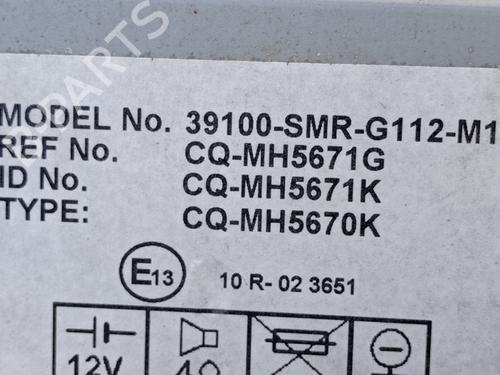 MODEL No. 39100-SMR-G112-M1
REF No. CQ-MH5671G
ID No. CQ-MH5671K
TYPE: CQ-MH5670K
E13 10 R- 02 3651
12V 4Ω